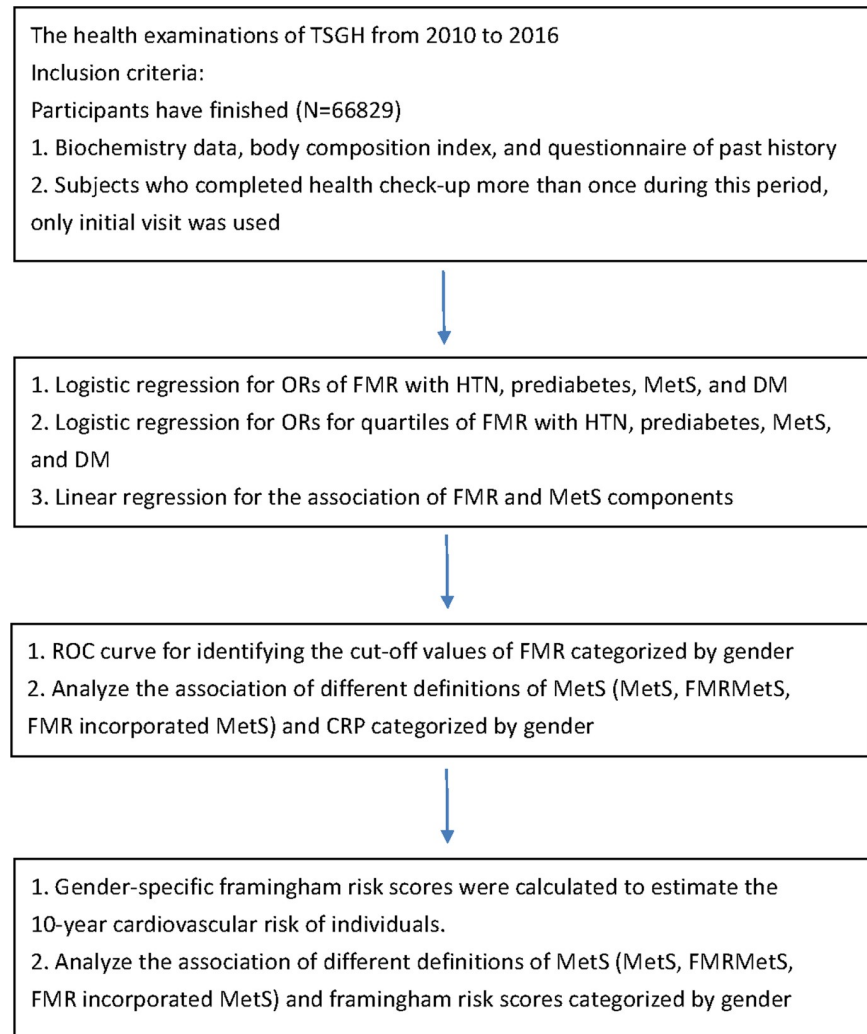 The health examinations of TSGH from 2010 to 2016
Inclusion criteria:
Participants have finished (N=66829)
1. Biochemistry data, body composition index, and questionnaire of past history
2. Subjects who completed health check-up more than once during this period,
only initial visit was used
1. Logistic regression for ORs of FMR with HTN, prediabetes, MetS, and DM
2. Logistic regression for ORs for quartiles of FMR with HTN, prediabetes, MetS,
and DM
3. Linear regression for the association of FMR and MetS components
1. ROC curve for identifying the cut-off values of FMR categorized by gender
2. Analyze the association of different definitions of MetS (MetS, FMRMetS,
FMR incorporated MetS) and CRP categorized by gender
1. Gender-specific framingham risk scores were calculated to estimate the
10-year cardiovascular risk of individuals.
2. Analyze the association of different definitions of MetS (MetS, FMRMetS,
FMR incorporated MetS) and framingham risk scores categorized by gender